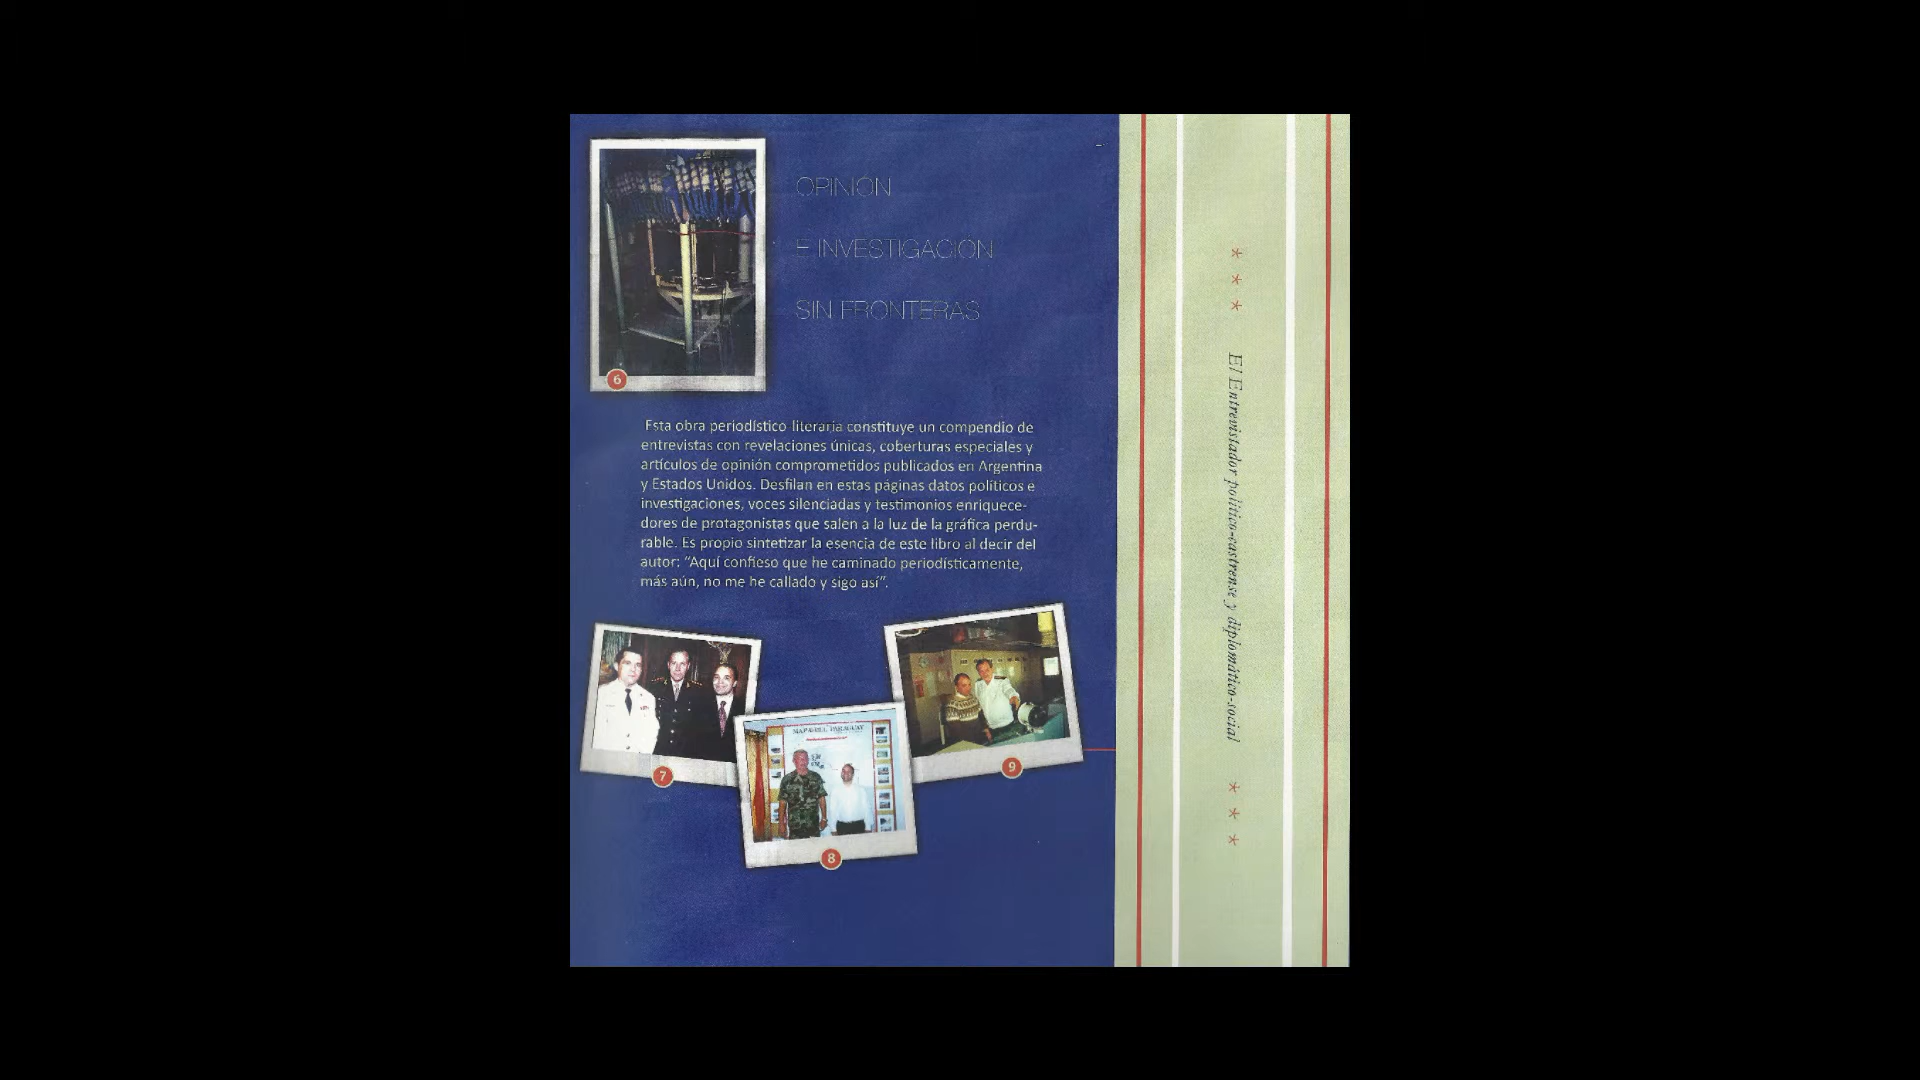 OPINION
E INVESTIGACION
SIN FRONTERAS
6
Esta obra periodístico literaria constituye un compendio de
entrevistas con revelaciones únicas, coberturas especiales y
artículos de opinión comprometidos publicados en Argentina
y Estados Unidos. Desfilan en estas páginas datos políticos e
investigaciones, voces silenciadas y testimonios enriquece-
dores de protagonistas que salen a la luz de la gráfica perdu-
rable. Es propio sintetizar la esencia de este libro al decir del
autor: “Aquí confieso que he caminado periodísticamente,
más aún, no me he callado y sigo así”.
7
MAPA DEL PARAGUAY
8
9
* * * El Entrevistador político-castrense y diplomático-social * * *